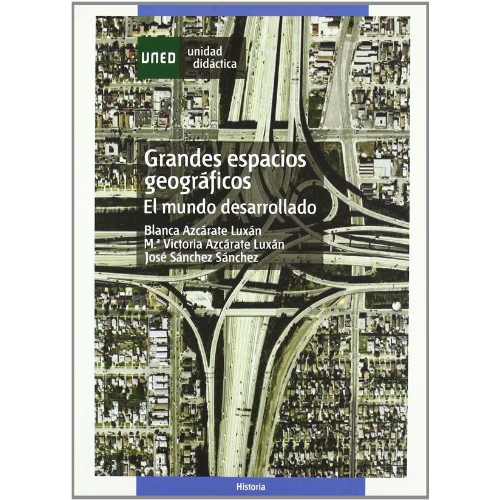 UNED
unidad
didáctica
Grandes espacios
geográficos
El mundo desarrollado
Blanca Azcárate Luxán
M.ª Victoria Azcárate Luxán
José Sánchez Sánchez
Historia